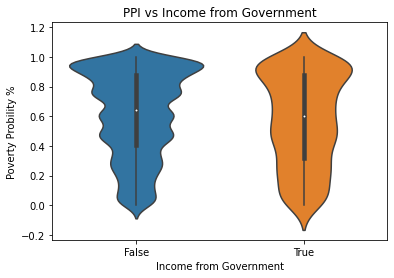 PPI vs Income from Government
1.2
1.0
0.8
0.6
0.4
0.2
0.0
−0.2
Poverty Probility %
False
True
Income from Government